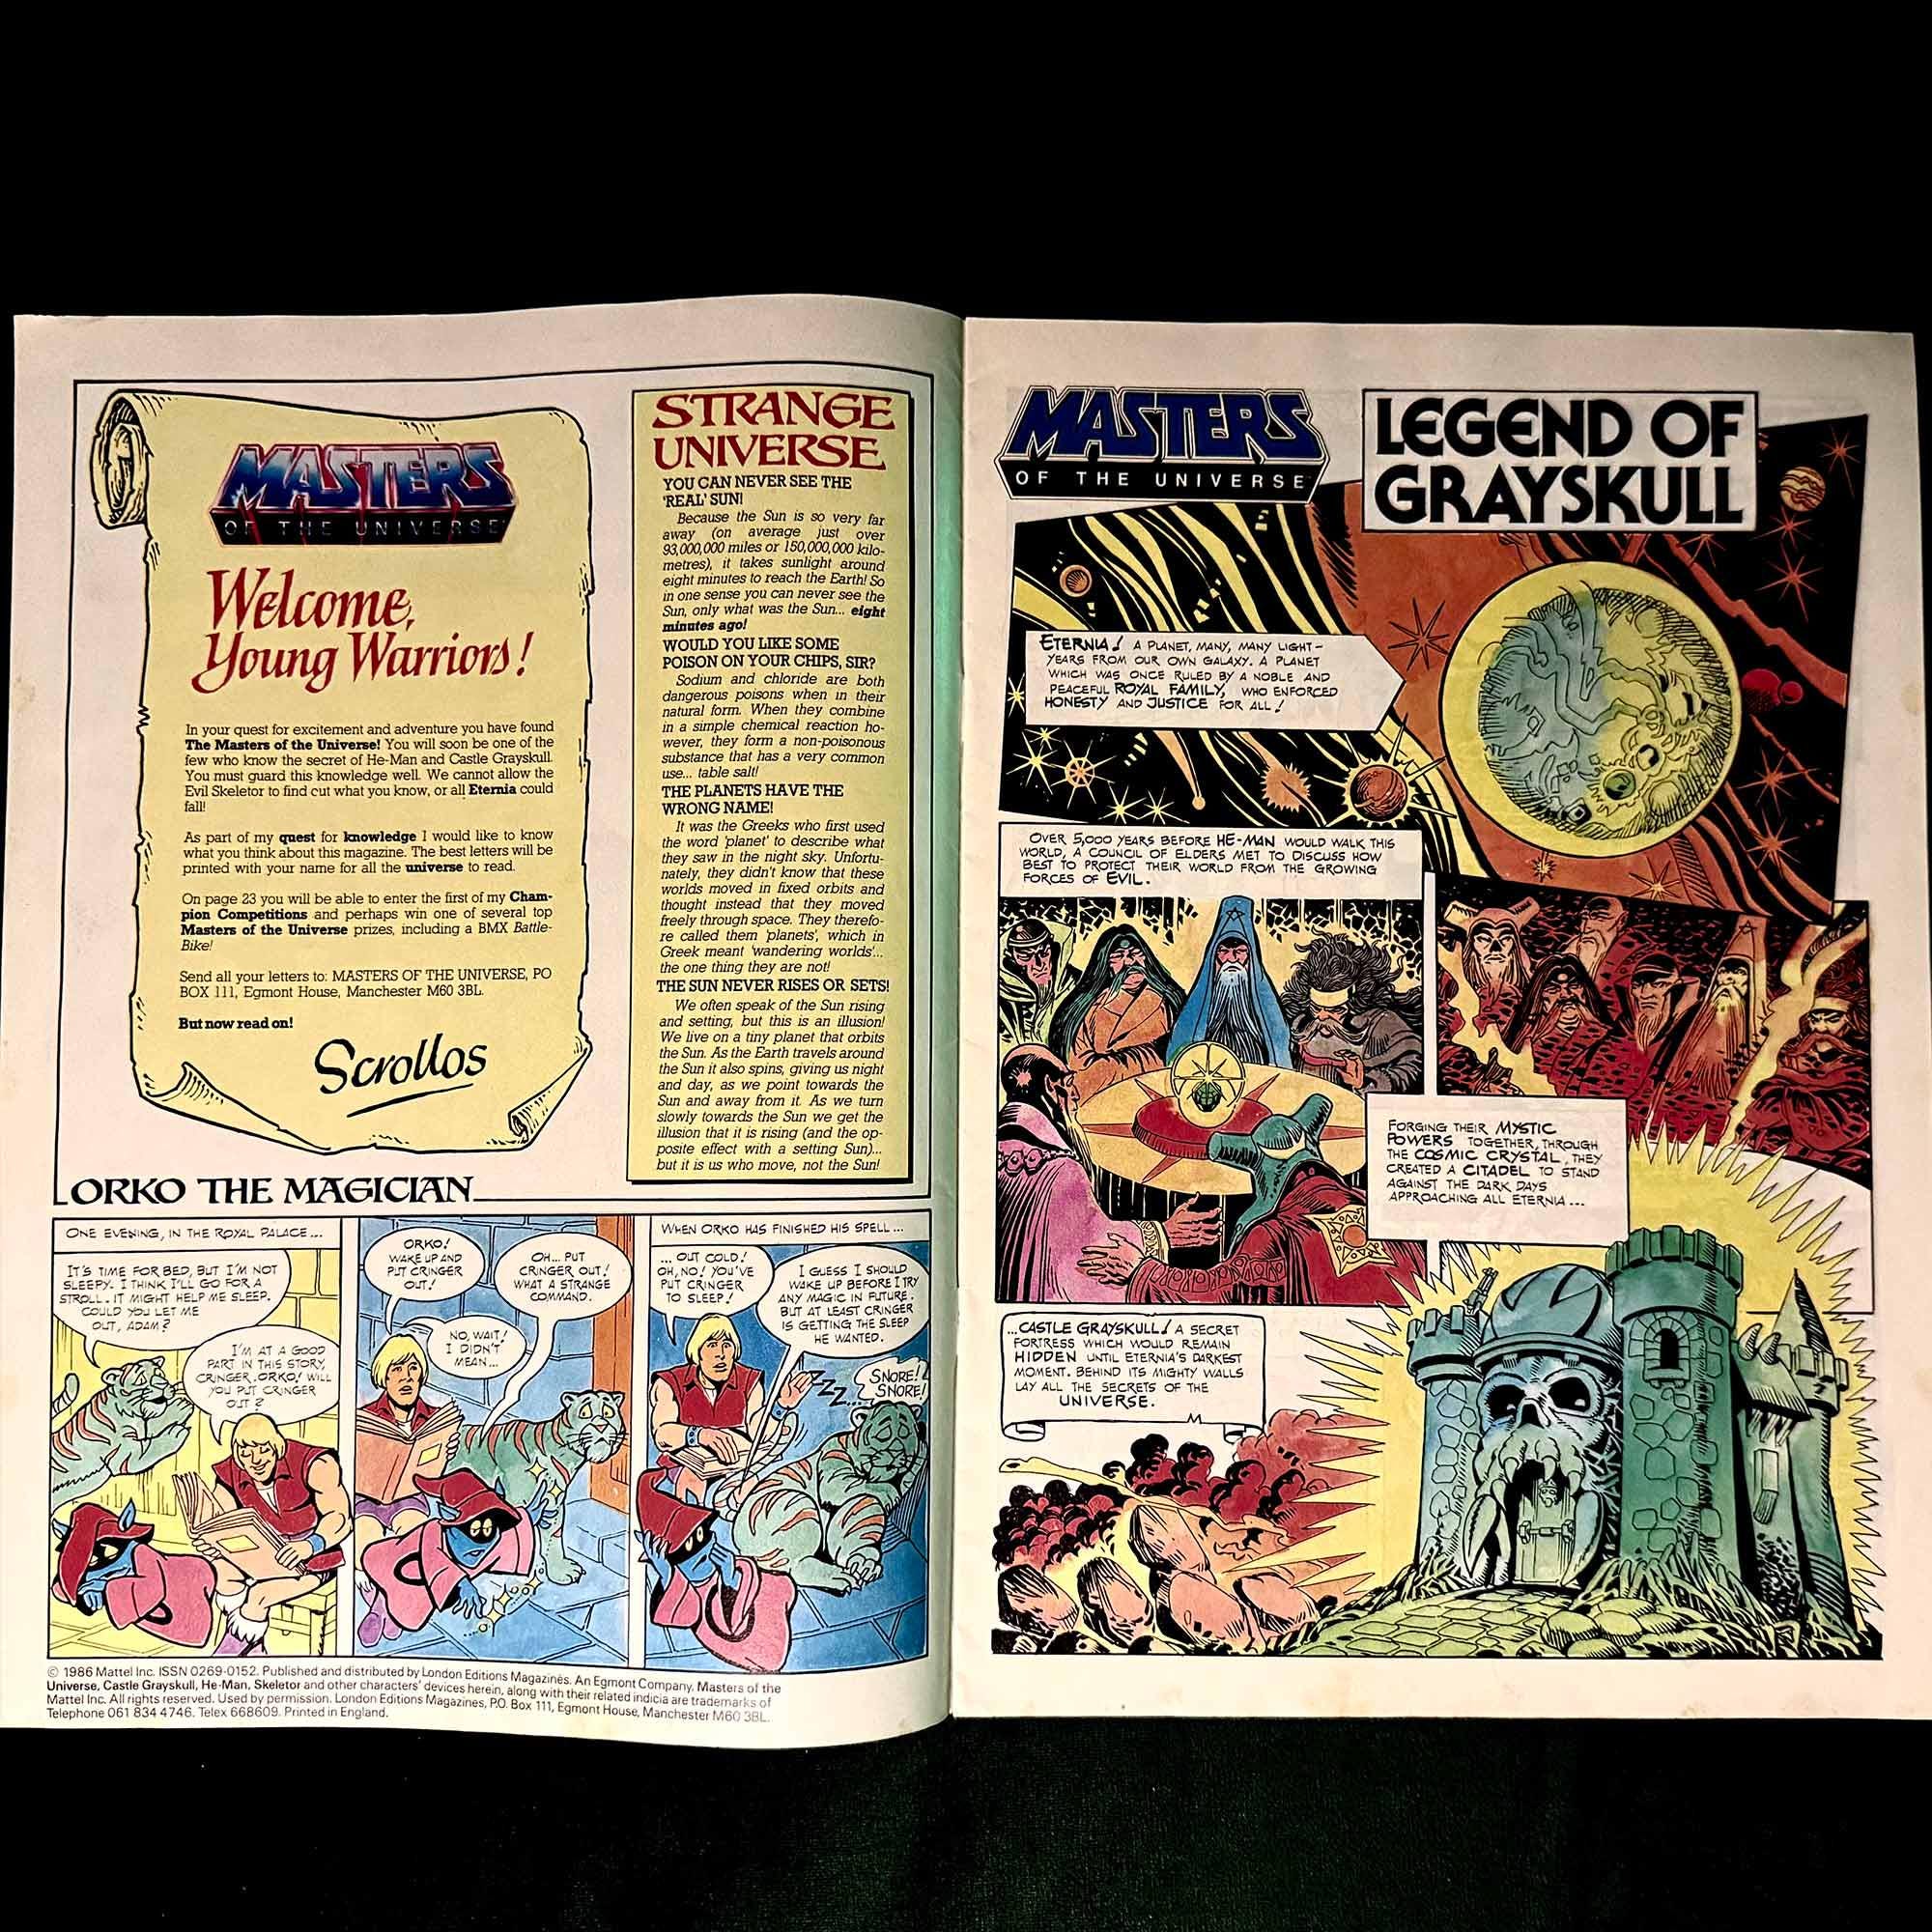 MASTERS
OF THE UNIVERSE
Welcome,
Young Warriors!
In your quest for excitement and adventure you have found
The Masters of the Universe! You will soon be one of the
few who know the secret of He-Man and Castle Grayskull.
You must guard this knowledge well. We cannot allow the
Evil Skeletor to find out what you know, or all Eternia could
fall!
As part of my quest for knowledge I would like to know
what you think about this magazine. The best letters will be
printed with your name for all the universe to read.
On page 23 you will be able to enter the first of my Cham-
pion Competitions and perhaps win one of several top
Masters of the Universe prizes, including a BMX Battle-
Bike!
Send all your letters to: MASTERS OF THE UNIVERSE, PO
BOX 111, Egmont House, Manchester M60 3BL.
But now read on!
Scrollos
STRANGE
UNIVERSE
YOU CAN NEVER SEE THE
'REAL' SUN!
Because the Sun is so very far
away (on average just over
93,000,000 miles or 150,000,000 kilo-
metres), it takes sunlight around
eight minutes to reach the Earth! So
in one sense you can never see the
Sun, only what was the Sun... eight
minutes ago!
WOULD YOU LIKE SOME
POISON ON YOUR CHIPS, SIR?
Sodium and chloride are both
dangerous poisons when in their
natural form. When they combine
in a simple chemical reaction ho-
wever, they form a non-poisonous
substance that has a very common
use... table salt!
THE PLANETS HAVE THE
WRONG NAME!
It was the Greeks who first used
the word 'planet' to describe what
they saw in the night sky. Unfortu-
nately, they didn't know that these
worlds moved in fixed orbits and
thought instead that they moved
freely through space. They therefo-
re called them 'planets', which in
Greek meant 'wandering worlds'...
the one thing they are not!
THE SUN NEVER RISES OR SETS!
We often speak of the Sun rising
and setting, but this is an illusion!
We live on a tiny planet that orbits
the Sun. As the Earth travels around
the Sun it also spins, giving us night
and day, as we point towards the
Sun and away from it. As we turn
slowly towards the Sun we get the
illusion that it is rising (and the op-
posite effect with a setting Sun)...
but it is us who move, not the Sun!
ORKO THE MAGICIAN
ONE EVENING, IN THE ROYAL PALACE...
IT'S TIME FOR BED, BUT I'M NOT
SLEEPY. I THINK I'LL GO FOR A
STROLL. IT MIGHT HELP ME SLEEP.
COULD YOU LET ME
OUT, ADAM?
I'M AT A GOOD
PART IN THIS STORY,
CRINGER. ORKO! WILL
YOU PUT CRINGER
OUT?
ORKO!
WAKE UP AND
PUT CRINGER
OUT!
OH... PUT
CRINGER OUT!
WHAT A STRANGE
COMMAND.
NO, WAIT!
I DIDN'T
MEAN...
WHEN ORKO HAS FINISHED HIS SPELL...
...OUT COLD!
OH, NO! YOU'VE
PUT CRINGER
TO SLEEP!
I GUESS I SHOULD
WAKE UP BEFORE I TRY
ANY MAGIC IN FUTURE.
BUT AT LEAST CRINGER
IS GETTING THE SLEEP
HE WANTED.
ZZZ...
SNORE!
SNORE!
© 1986 Mattel Inc. ISSN 0269-0152. Published and distributed by London Editions Magazines. An Egmont Company. Masters of the
Universe, Castle Grayskull, He-Man, Skeletor and other characters' devices herein, along with their related indicia are trademarks of
Mattel Inc. All rights reserved. Used by permission. London Editions Magazines, P.O. Box 111, Egmont House, Manchester M60 3BL.
Telephone 061 834 4746. Telex 668609. Printed in England.
MASTERS
OF THE UNIVERSE
LEGEND OF
GRAYSKULL
ETERNIA! A PLANET, MANY, MANY LIGHT-
YEARS FROM OUR OWN GALAXY. A PLANET
WHICH WAS ONCE RULED BY A NOBLE AND
PEACEFUL ROYAL FAMILY, WHO ENFORCED
HONESTY AND JUSTICE FOR ALL!
OVER 5,000 YEARS BEFORE HE-MAN WOULD WALK THIS
WORLD, A COUNCIL OF ELDERS MET TO DISCUSS HOW
BEST TO PROTECT THEIR WORLD FROM THE GROWING
FORCES OF EVIL.
FORGING THEIR MYSTIC
POWERS TOGETHER, THROUGH
THE COSMIC CRYSTAL, THEY
CREATED A CITADEL TO STAND
AGAINST THE DARK DAYS
APPROACHING ALL ETERNIA...
...CASTLE GRAYSKULL! A SECRET
FORTRESS WHICH WOULD REMAIN
HIDDEN UNTIL ETERNIA'S DARKEST
MOMENT. BEHIND ITS MIGHTY WALLS
LAY ALL THE SECRETS OF THE
UNIVERSE.